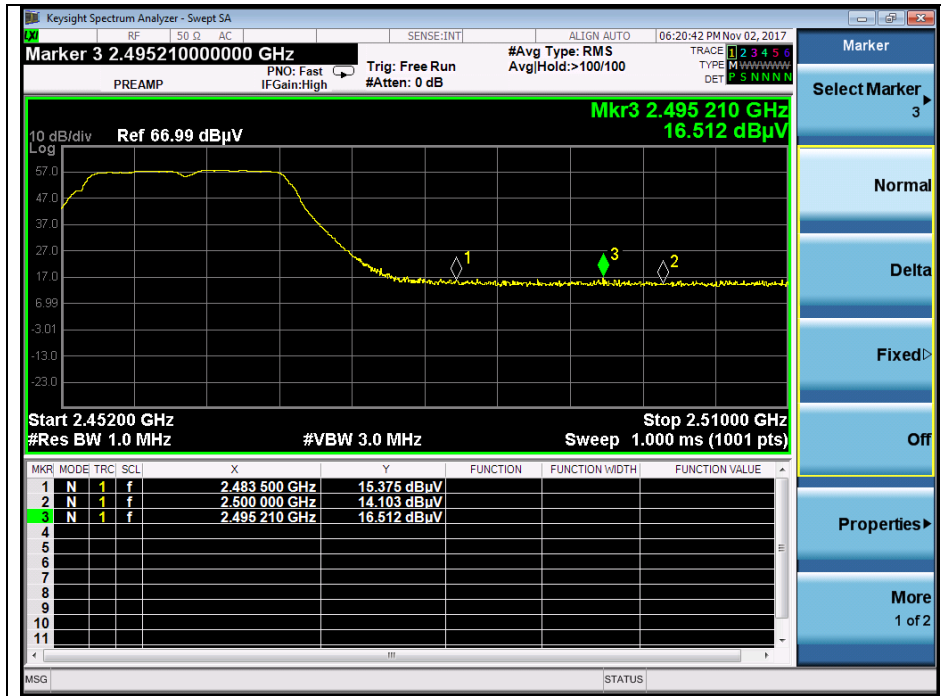 Keysight Spectrum Analyzer - Swept SA
LXI RF 50 Ω AC SENSE:INT ALIGN AUTO 06:20:42 PM Nov 02, 2017
Marker 3 2.495210000000 GHz
PREAMP
PNO: Fast
IFGain:High
Trig: Free Run
#Atten: 0 dB
#Avg Type: RMS
Avg|Hold:>100/100
TRACE 1 2 3 4 5 6
TYPE M WWWWW
DET P S N N N N
Mkr3 2.495 210 GHz
16.512 dBµV
10 dB/div Ref 66.99 dBµV
Log
57.0
47.0
37.0
27.0
17.0
6.99
-3.01
-13.0
-23.0
1
3
2
Start 2.45200 GHz Stop 2.51000 GHz
#Res BW 1.0 MHz #VBW 3.0 MHz Sweep 1.000 ms (1001 pts)
MKR MODE TRC SCL X Y FUNCTION FUNCTION WIDTH FUNCTION VALUE
1 N 1 f 2.483 500 GHz 15.375 dBµV
2 N 1 f 2.500 000 GHz 14.103 dBµV
3 N 1 f 2.495 210 GHz 16.512 dBµV
4
5
6
7
8
9
10
11
MSG STATUS
Marker
Select Marker
3
Normal
Delta
Fixed
Off
Properties
More
1 of 2